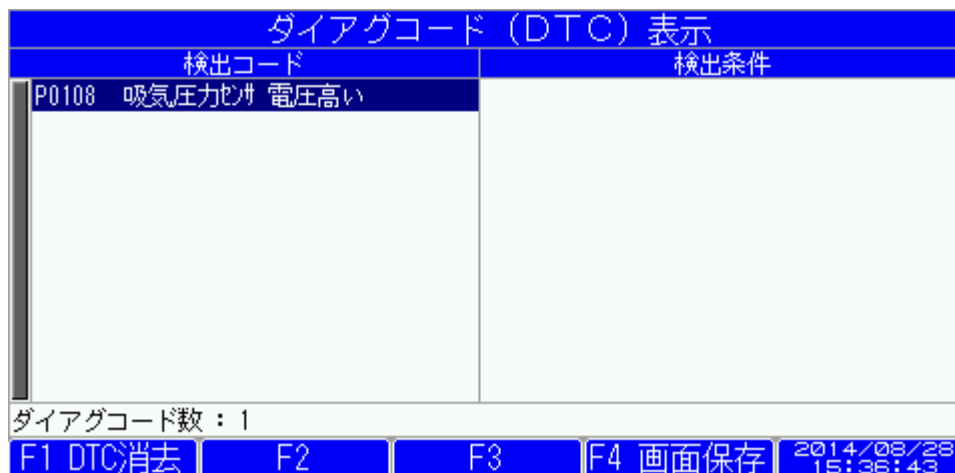 ダイアグコード（DTC）表示
検出コード
検出条件
P0108 吸気圧力ｾﾝｻ 電圧高い
ダイアグコード数：1
F1 DTC消去
F2
F3
F4 画面保存
2014/08/28
15:36:43